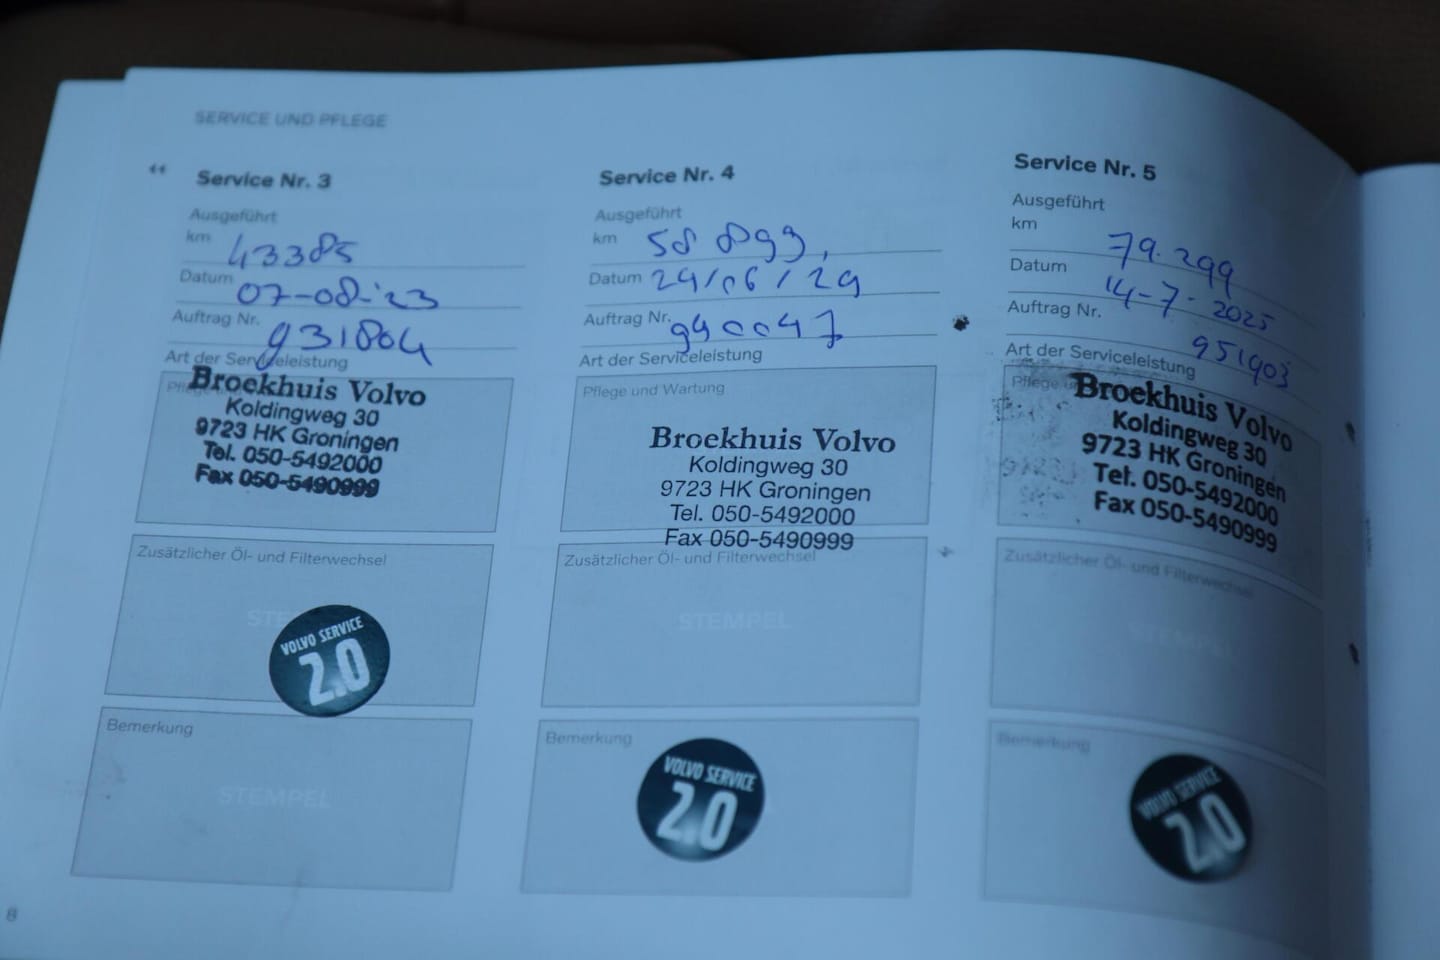 SERVICE UND PFLEGE
Service Nr. 3
Ausgeführt
km 43385
Datum 07-08-'23
Auftrag Nr. 931804
Art der Serviceleistung
Broekhuis Volvo
Koldingweg 30
9723 HK Groningen
Tel. 050-5492000
Fax 050-5490999
Zusätzlicher Öl- und Filterwechsel
VOLVO SERVICE
2.0
Bemerkung
STEMPEL
8
Service Nr. 4
Ausgeführt
km 58 893,
Datum 24/06/24
Auftrag Nr. 940047
Art der Serviceleistung
Pflege und Wartung
Broekhuis Volvo
Koldingweg 30
9723 HK Groningen
Tel. 050-5492000
Fax 050-5490999
Zusätzlicher Öl- und Filterwechsel
STEMPEL
Bemerkung
VOLVO SERVICE
2.0
Service Nr. 5
Ausgeführt
km 79.299
Datum 14-7-2025
Auftrag Nr. 951903
Art der Serviceleistung
Broekhuis Volvo
Koldingweg 30
9723 HK Groningen
Tel. 050-5492000
Fax 050-5490999
Zusätzlicher Öl- und Filterwechsel
STEMPEL
Bemerkung
VOLVO SERVICE
2.0